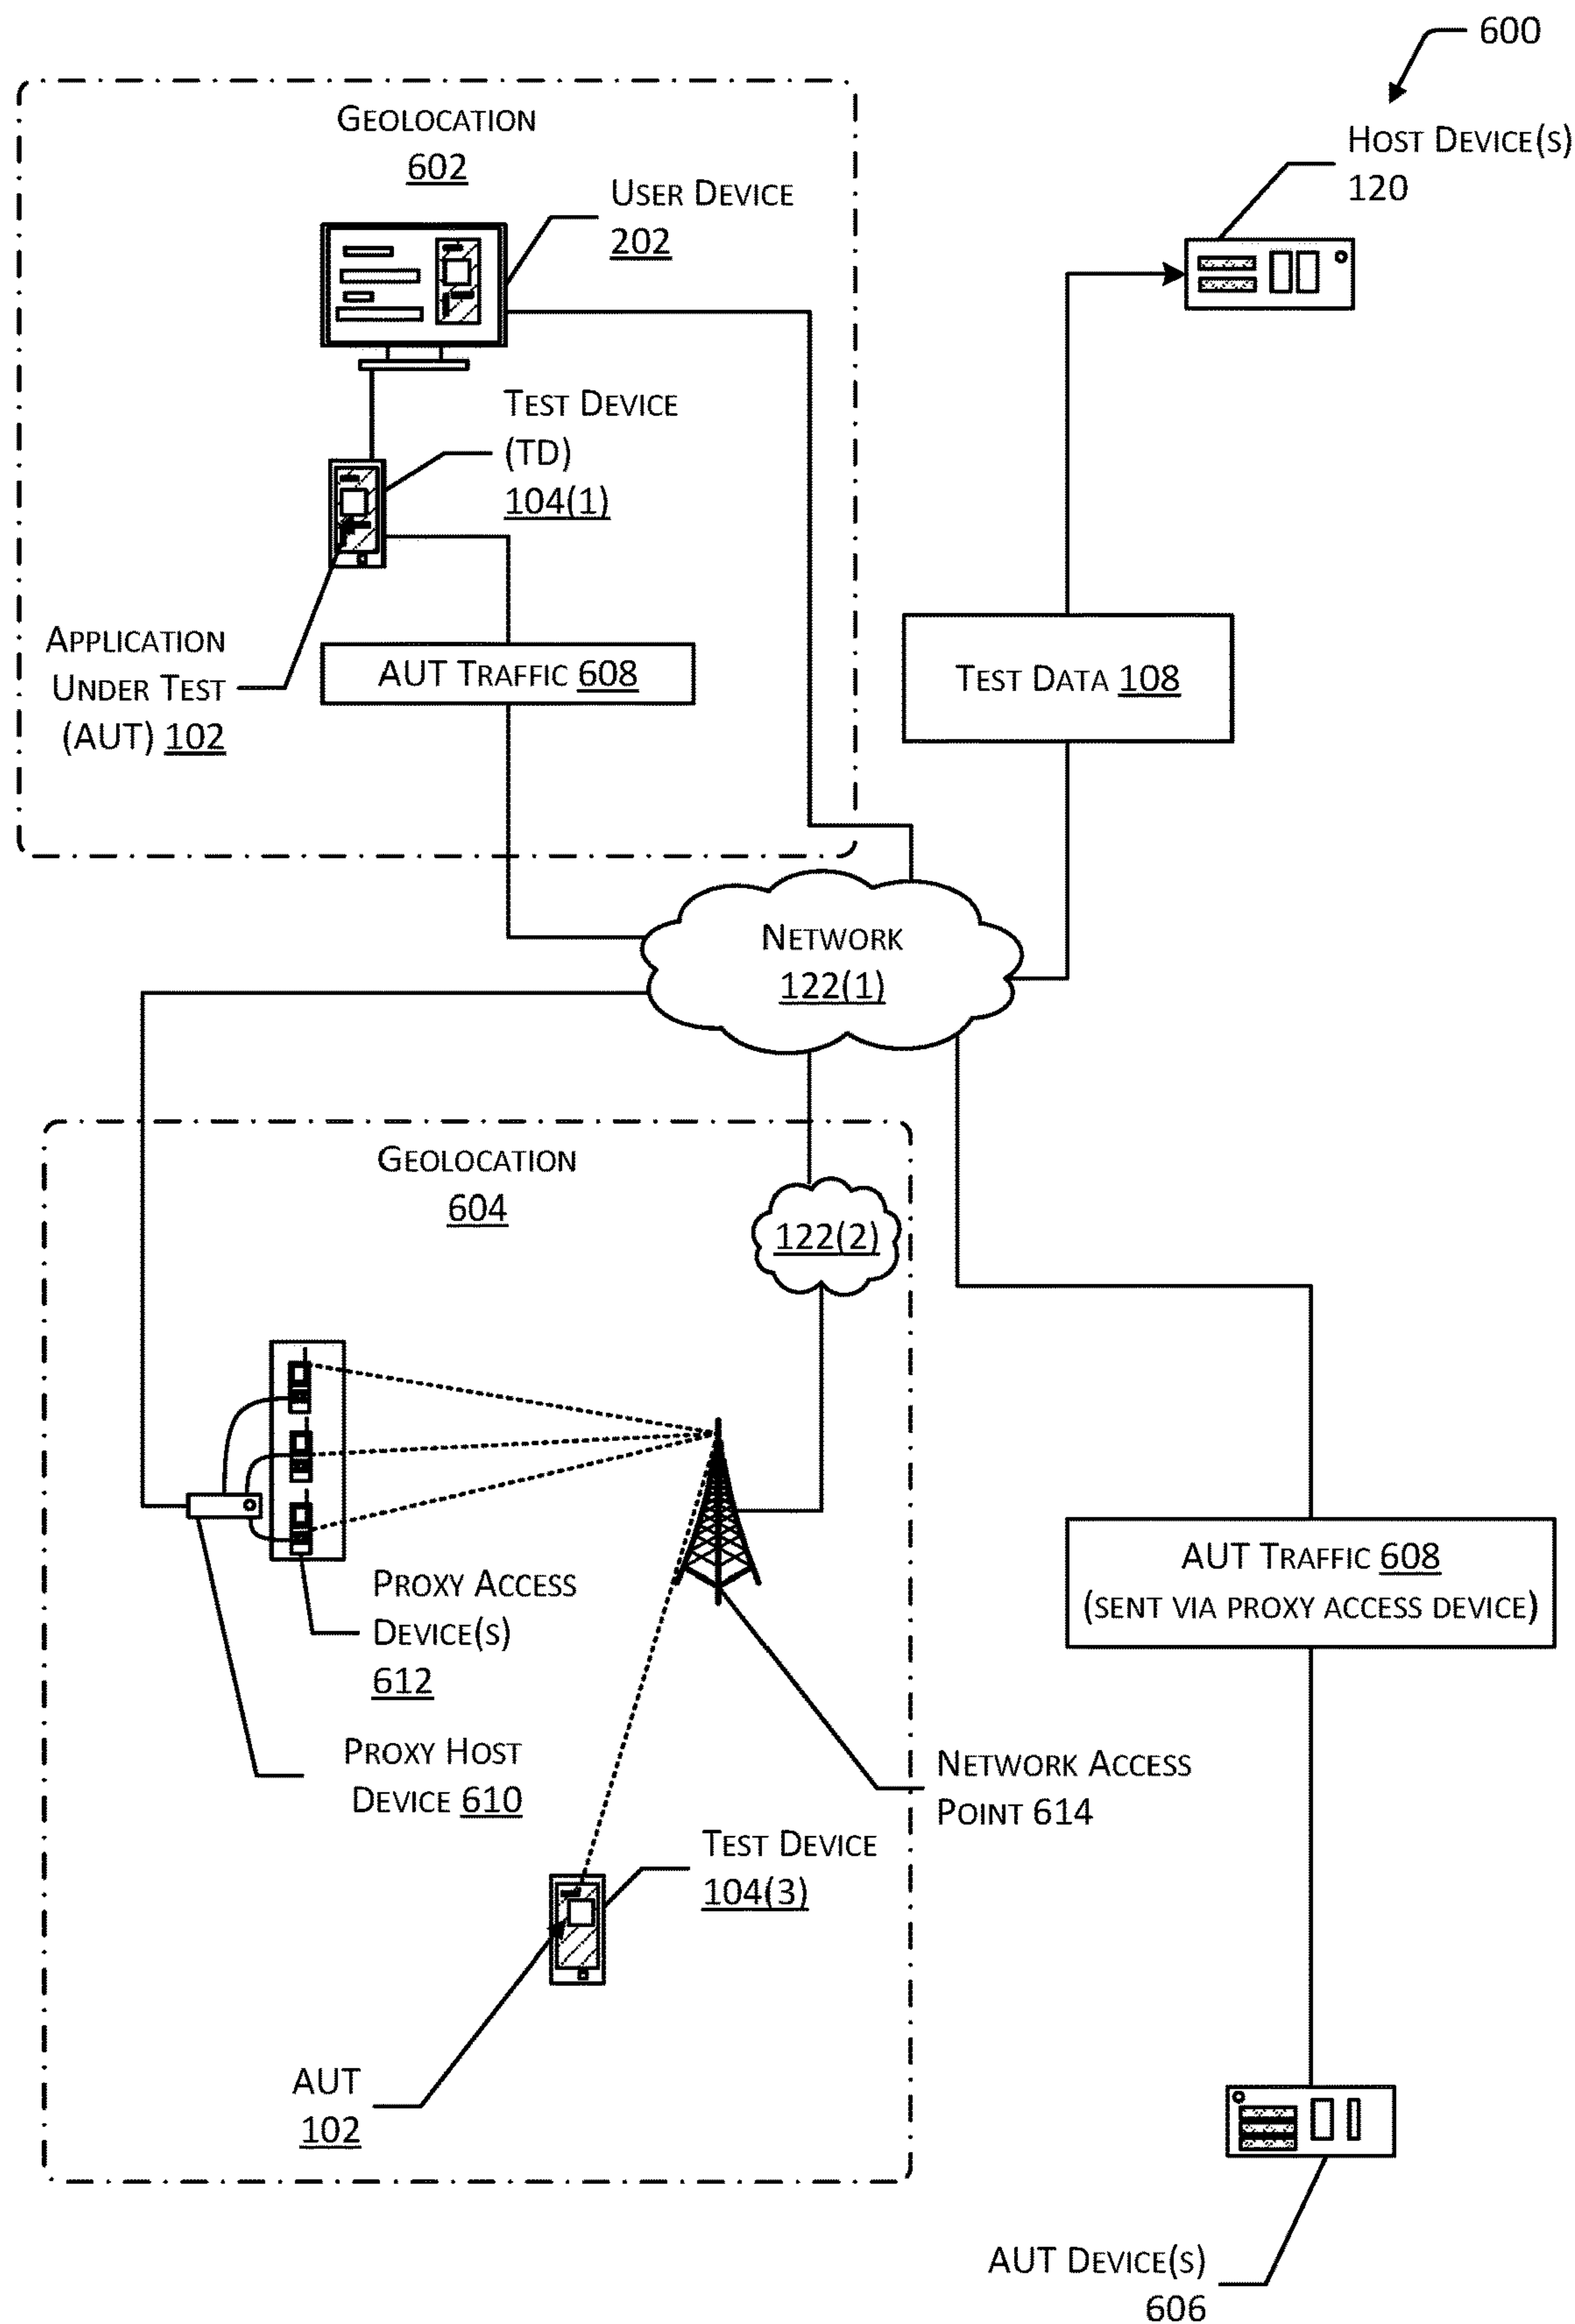 600
GEOLOCATION
602
HOST DEVICE(S)
120
USER DEVICE
202
TEST DEVICE
(TD)
104(1)
APPLICATION
UNDER TEST
(AUT) 102
AUT TRAFFIC 608
TEST DATA 108
NETWORK
122(1)
GEOLOCATION
604
122(2)
PROXY ACCESS
DEVICE(S)
612
AUT TRAFFIC 608
(SENT VIA PROXY ACCESS DEVICE)
PROXY HOST
DEVICE 610
NETWORK ACCESS
POINT 614
TEST DEVICE
104(3)
AUT
102
AUT DEVICE(S)
606